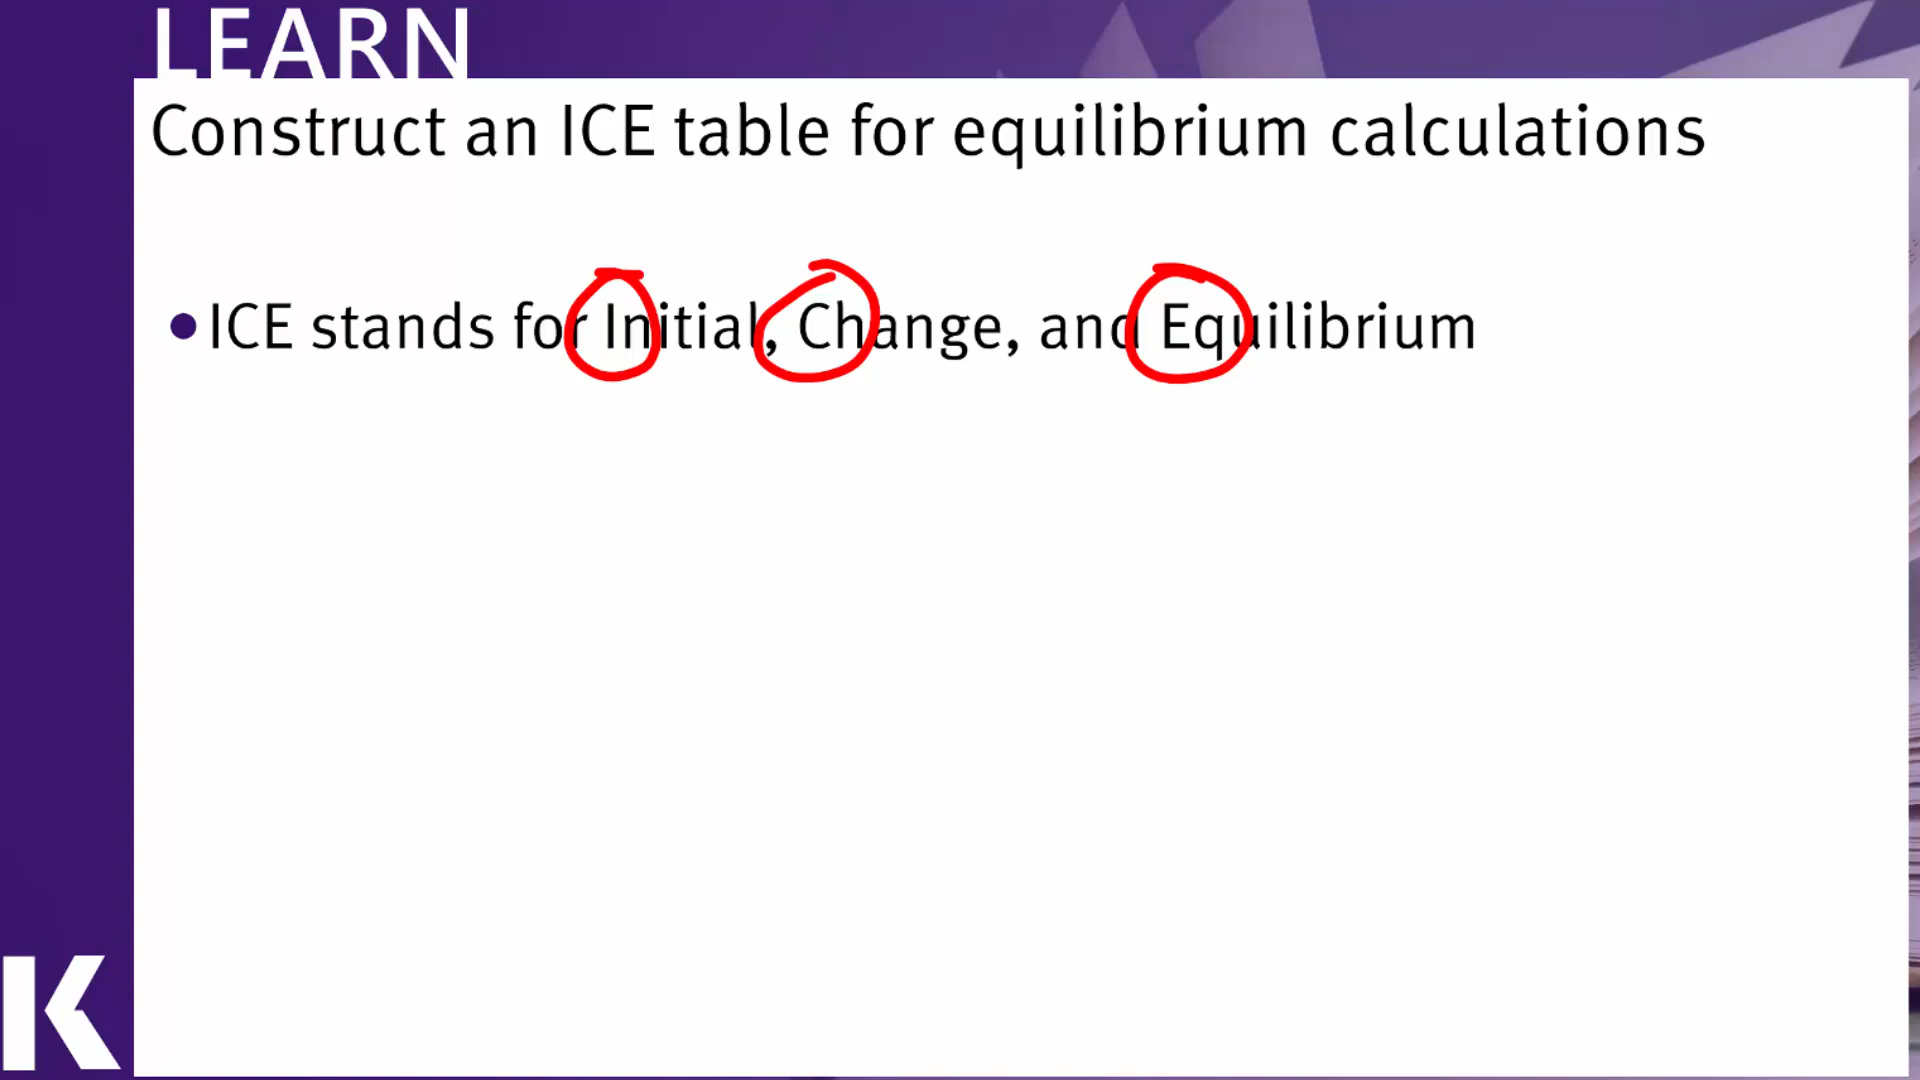 LEARN
Construct an ICE table for equilibrium calculations
•ICE stands for Initial, Change, and Equilibrium
K